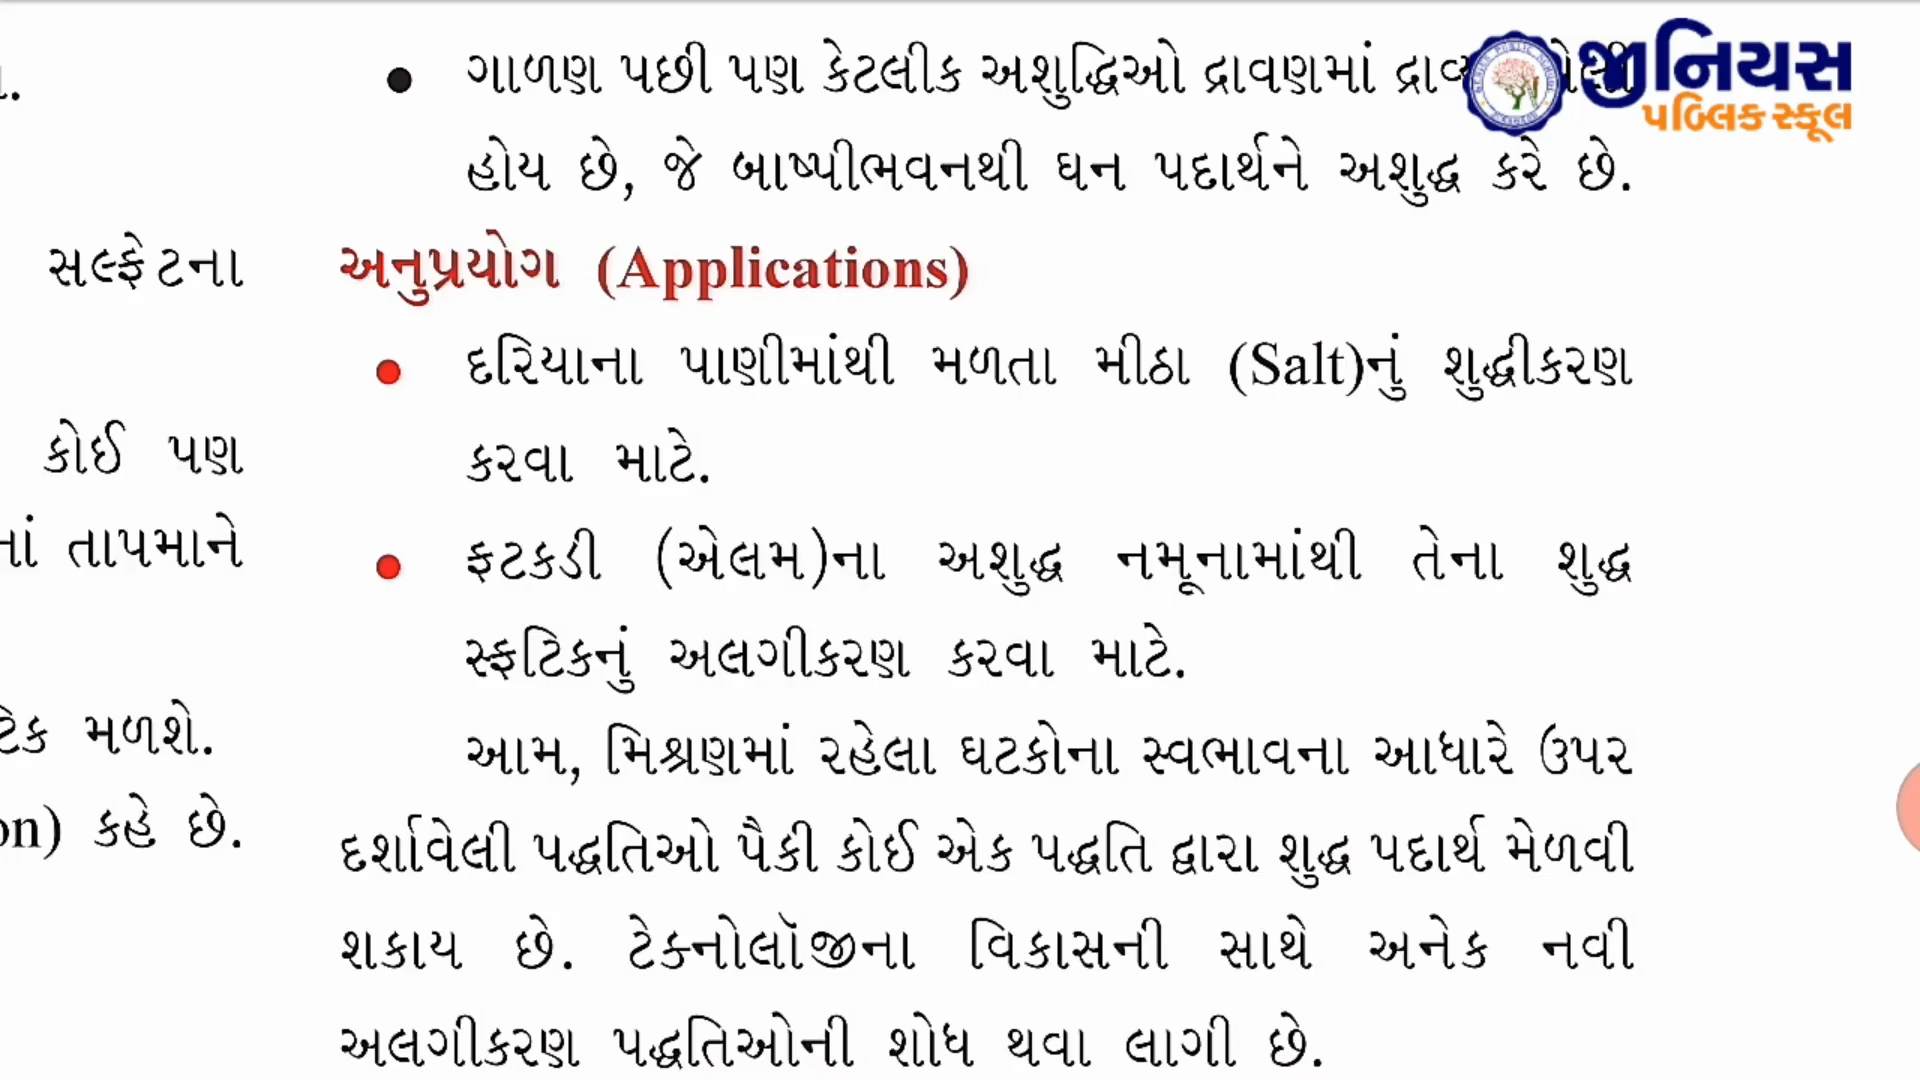 ગાળણ પછી પણ કેટલીક અશુદ્ધિઓ દ્રાવણમાં
હોય છે, જે બાષ્પીભવનથી ઘન પદાર્થને અશુદ્ધ કરે છે.
અનુપ્રયોગ (Applications)
દરિયાના પાણીમાંથી મળતા મીઠા (Salt)નું શુદ્ધીકરણ
કરવા માટે.
ફટકડી (એલમ)ના અશુદ્ધ નમૂનામાંથી તેના શુદ્ધ
સ્ફટિકનું અલગીકરણ કરવા માટે.
આમ, મિશ્રણમાં રહેલા ઘટકોના સ્વભાવના આધારે ઉપર
દર્શાવેલી પદ્ધતિઓ પૈકી કોઈ એક પદ્ધતિ દ્વારા શુદ્ધ પદાર્થ મેળવી
શકાય છે. ટેક્નોલૉજીના વિકાસની સાથે અનેક નવી
અલગીકરણ પદ્ધતિઓની શોધ થવા લાગી છે.
સલ્ફેટના
કોઈ પણ
તાપમાને
મળશે.
કહે છે.
જીનિયસ
પબ્લિક સ્કૂલ